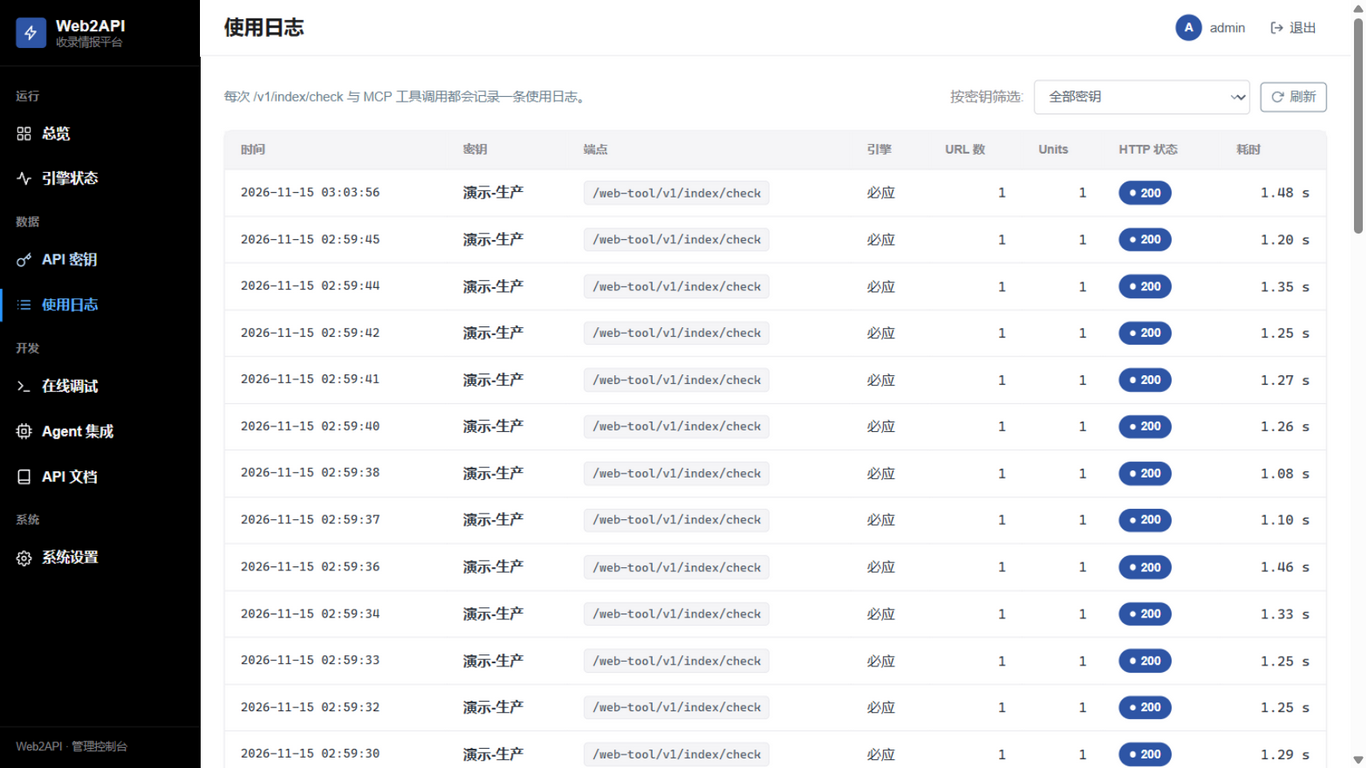 Web2API
收录情报平台
运行
总览
引擎状态
数据
API 密钥
使用日志
开发
在线调试
Agent 集成
API 文档
系统
系统设置
Web2API · 管理控制台
使用日志
A admin 退出
每次 /v1/index/check 与 MCP 工具调用都会记录一条使用日志。 按密钥筛选: 全部密钥 刷新
时间 密钥 端点 引擎 URL 数 Units HTTP 状态 耗时
2026-11-15 03:03:56 演示-生产 /web-tool/v1/index/check 必应 1 1 200 1.48 s
2026-11-15 02:59:45 演示-生产 /web-tool/v1/index/check 必应 1 1 200 1.20 s
2026-11-15 02:59:44 演示-生产 /web-tool/v1/index/check 必应 1 1 200 1.35 s
2026-11-15 02:59:42 演示-生产 /web-tool/v1/index/check 必应 1 1 200 1.25 s
2026-11-15 02:59:41 演示-生产 /web-tool/v1/index/check 必应 1 1 200 1.27 s
2026-11-15 02:59:40 演示-生产 /web-tool/v1/index/check 必应 1 1 200 1.26 s
2026-11-15 02:59:38 演示-生产 /web-tool/v1/index/check 必应 1 1 200 1.08 s
2026-11-15 02:59:37 演示-生产 /web-tool/v1/index/check 必应 1 1 200 1.10 s
2026-11-15 02:59:36 演示-生产 /web-tool/v1/index/check 必应 1 1 200 1.46 s
2026-11-15 02:59:34 演示-生产 /web-tool/v1/index/check 必应 1 1 200 1.33 s
2026-11-15 02:59:33 演示-生产 /web-tool/v1/index/check 必应 1 1 200 1.25 s
2026-11-15 02:59:32 演示-生产 /web-tool/v1/index/check 必应 1 1 200 1.25 s
2026-11-15 02:59:30 演示-生产 /web-tool/v1/index/check 必应 1 1 200 1.29 s